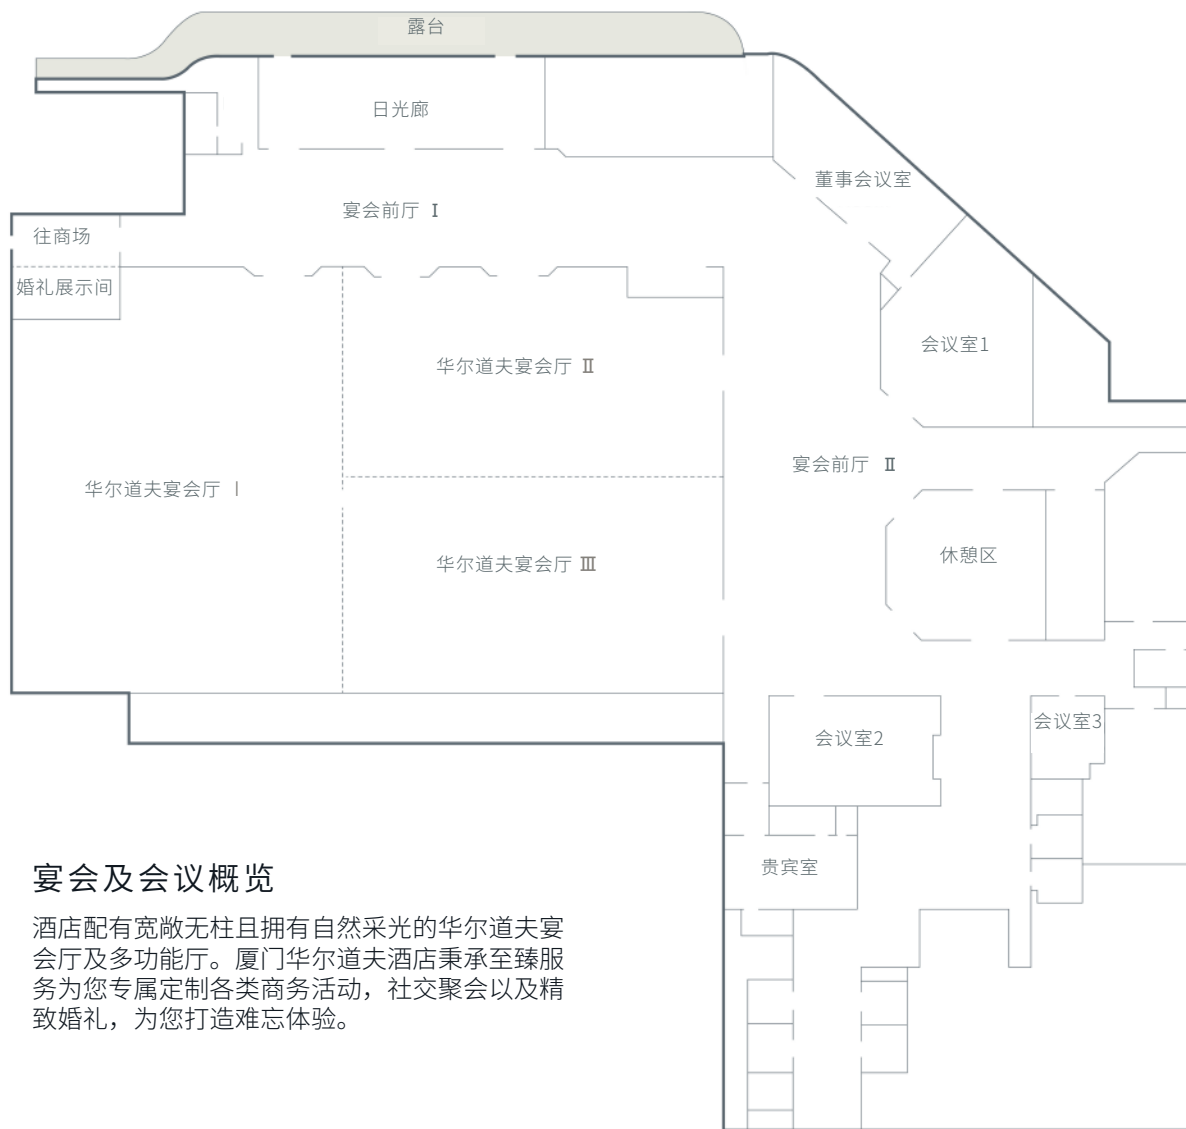 露台
日光廊
董事会议室
宴会前厅 Ⅰ
往商场
婚礼展示间
会议室1
华尔道夫宴会厅 Ⅱ
宴会前厅 Ⅱ
华尔道夫宴会厅 Ⅰ
休憩区
华尔道夫宴会厅 Ⅲ
会议室3
会议室2
贵宾室
宴会及会议概览
酒店配有宽敞无柱且拥有自然采光的华尔道夫宴
会厅及多功能厅。厦门华尔道夫酒店秉承至臻服
务为您专属定制各类商务活动，社交聚会以及精
致婚礼，为您打造难忘体验。